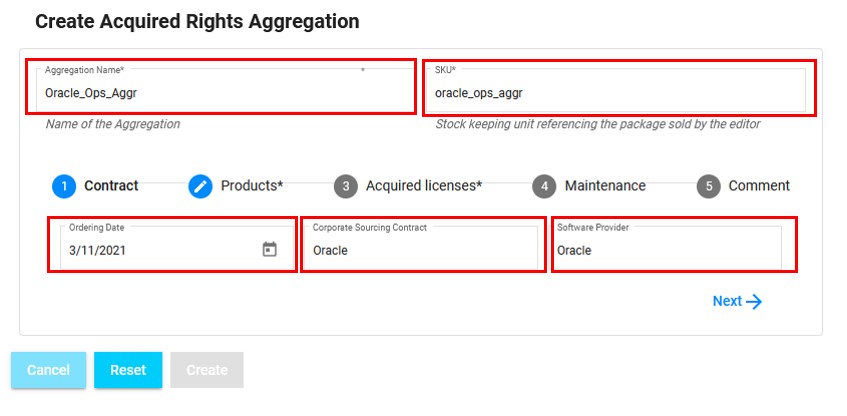 Create Acquired Rights Aggregation
Aggregation Name*
SKU*
Oracle_Ops_Aggr
oracle_ops_aggr
Name of the Aggregation
Stock keeping unit referencing the package sold by the editor
1 Contract
Products*
3 Acquired licenses*
4 Maintenance
5 Comment
Ordering Date
Corporate Sourcing Contract
Software Provider
3/11/2021
Oracle
Oracle
Next
Cancel
Reset
Create